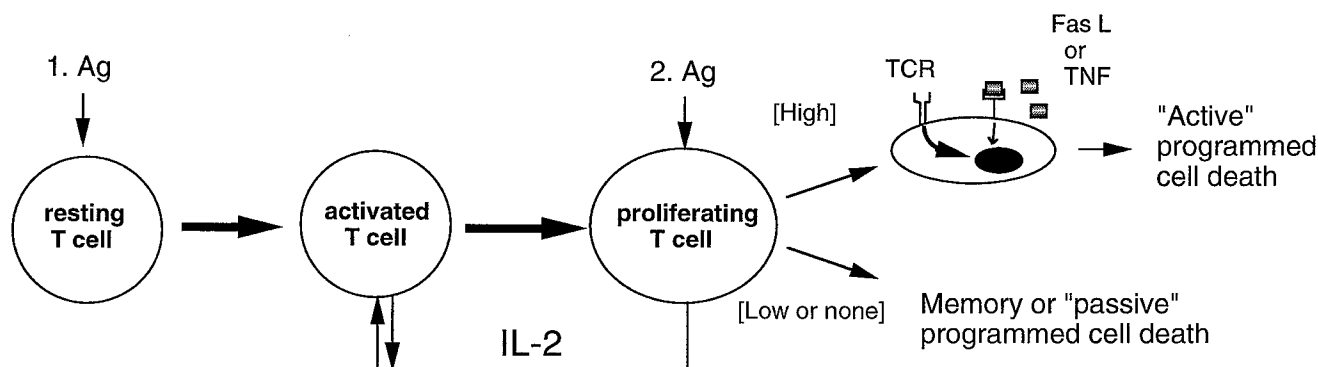 1. Ag
resting
T cell
activated
T cell
IL-2
2. Ag
proliferating
T cell
[High]
[Low or none]
TCR
Fas L
or
TNF
"Active"
programmed
cell death
Memory or "passive"
programmed cell death